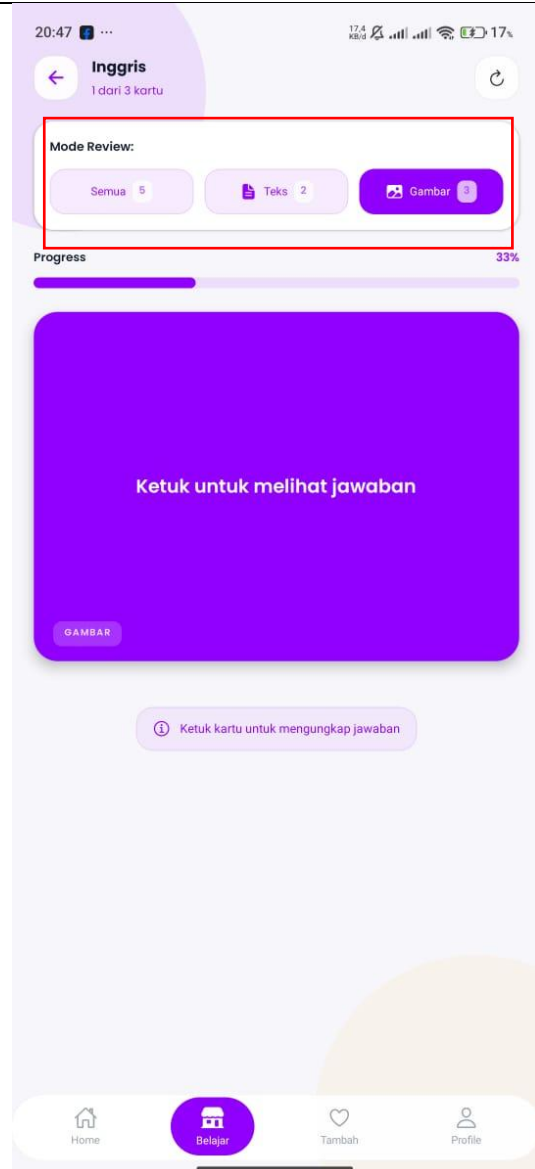 20:47 ...
17,4 KB/d 17%
Inggris
1 dari 3 kartu
Mode Review:
Semua 5 Teks 2 Gambar 3
Progress 33%
Ketuk untuk melihat jawaban
GAMBAR
Ketuk kartu untuk mengungkap jawaban
Home Belajar Tambah Profile